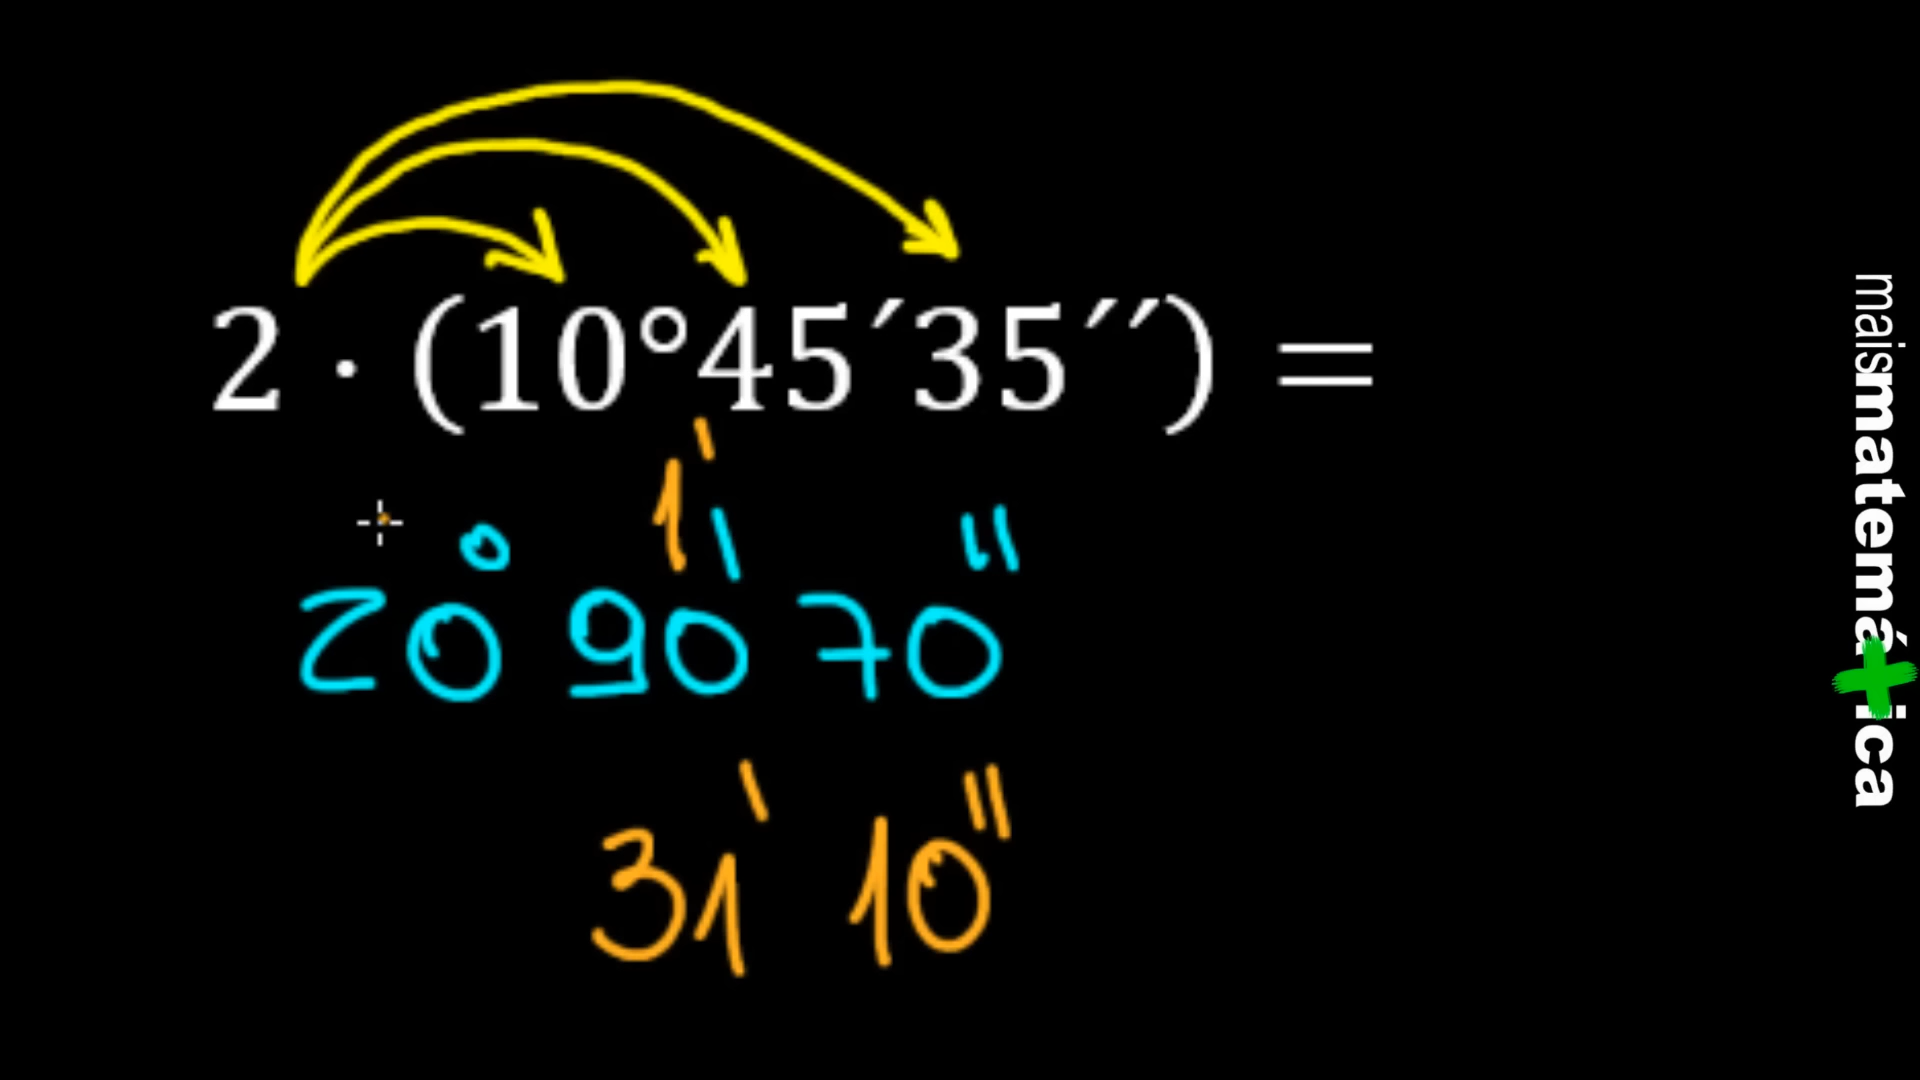 2 · (10°45′35′′) =
1′
20° 90′ 70′′
31′ 10′′
maismatemática